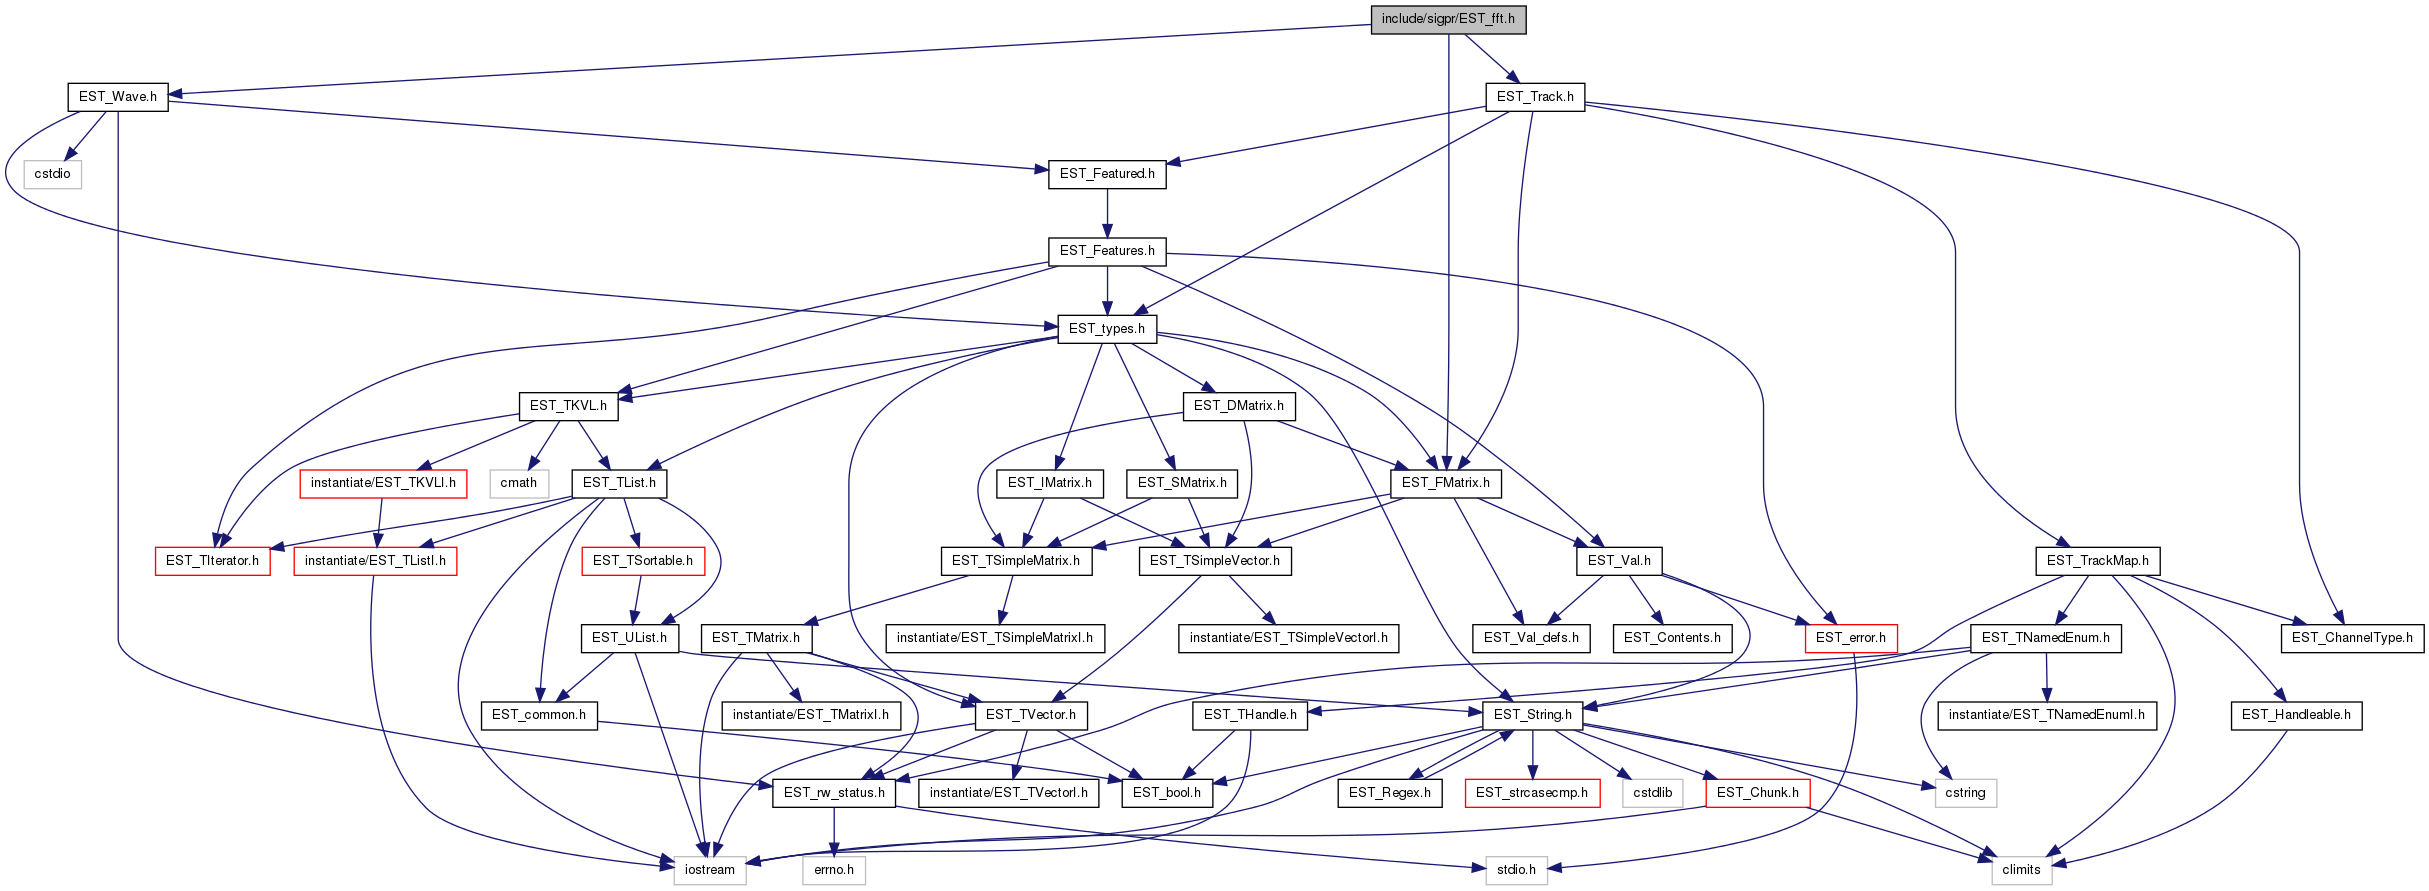 include/sigpr/EST_fft.h
EST_Wave.h
EST_Track.h
cstdio
EST_Featured.h
EST_Features.h
EST_types.h
EST_TKVL.h
EST_DMatrix.h
instantiate/EST_TKVLI.h
cmath
EST_TList.h
EST_IMatrix.h
EST_SMatrix.h
EST_FMatrix.h
EST_TIterator.h
instantiate/EST_TListI.h
EST_TSortable.h
EST_TSimpleMatrix.h
EST_TSimpleVector.h
EST_Val.h
EST_TrackMap.h
EST_UList.h
EST_TMatrix.h
instantiate/EST_TSimpleMatrixI.h
instantiate/EST_TSimpleVectorI.h
EST_Val_defs.h
EST_Contents.h
EST_error.h
EST_TNamedEnum.h
EST_ChannelType.h
EST_common.h
instantiate/EST_TMatrixI.h
EST_TVector.h
EST_THandle.h
EST_String.h
instantiate/EST_TNamedEnumI.h
EST_Handleable.h
EST_rw_status.h
instantiate/EST_TVectorI.h
EST_bool.h
EST_Regex.h
EST_strcasecmp.h
cstdlib
EST_Chunk.h
cstring
iostream
errno.h
stdio.h
climits